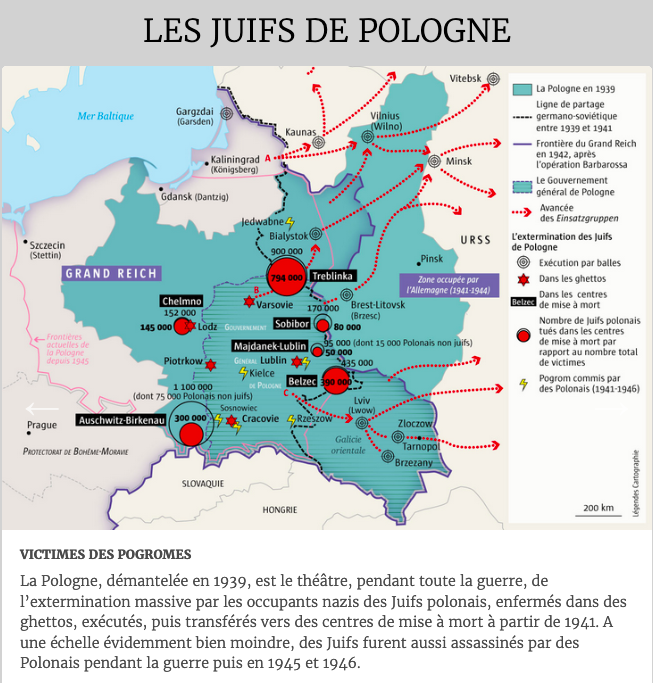 LES JUIFS DE POLOGNE
Mer Baltique
Gargzdai
(Garsden)
Kaunas
Vilnius
(Wilno)
Vitebsk
A
Kaliningrad
(Königsberg)
Minsk
Gdansk (Dantzig)
Jedwabne
Bialystok
Szczecin
(Stettin)
URSS
Pinsk
GRAND REICH
900 000
794 000
Treblinka
Zone occupée par
l'Allemagne (1941-1944)
Chelmno
152 000
145 000
Lodz
B
Varsovie
170 000
Brest-Litovsk
(Brzesc)
Gouvernement
Sobibor
80 000
Frontières
actuelles de
la Pologne
depuis 1945
Majdanek-Lublin
95 000 (dont 15 000 Polonais non juifs)
50 000
Piotrkow
Général
Lublin
435 000
Kielce
de Pologne
Belzec
390 000
1 100 000
(dont 75 000 Polonais non juifs)
C
Sosnowiec
Auschwitz-Birkenau
300 000
Cracovie
Rzeszow
Lviv
(Lwow)
Zloczow
Tarnopol
Galicie
orientale
Brzezany
Prague
Protectorat de Bohême-Moravie
SLOVAQUIE
HONGRIE
La Pologne en 1939
Ligne de partage
germano-soviétique
entre 1939 et 1941
Frontière du Grand Reich
en 1942, après
l'opération Barbarossa
Le Gouvernement
général de Pologne
Avancée
des Einsatzgruppen
L'extermination des Juifs
de Pologne
Exécution par balles
Dans les ghettos
Belzec
Dans les centres
de mise à mort
Nombre de Juifs polonais
tués dans les centres
de mise à mort par
rapport au nombre total
de victimes
Pogrom commis par
des Polonais (1941-1946)
200 km
Légendes Cartographie
VICTIMES DES POGROMES
La Pologne, démantelée en 1939, est le théâtre, pendant toute la guerre, de
l'extermination massive par les occupants nazis des Juifs polonais, enfermés dans des
ghettos, exécutés, puis transférés vers des centres de mise à mort à partir de 1941. A
une échelle évidemment bien moindre, des Juifs furent aussi assassinés par des
Polonais pendant la guerre puis en 1945 et 1946.